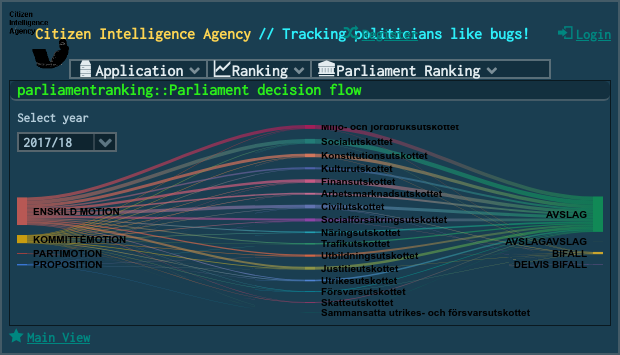 Citizen
Intelligence
Agency
Citizen Intelligence Agency // Tracking politicians like bugs!
Register
Login
Application
Ranking
Parliament Ranking
parliamentranking::Parliament decision flow
Select year
2017/18
Miljö- och jordbruksutskottet
Socialutskottet
Konstitutionsutskottet
Kulturutskottet
Finansutskottet
Arbetsmarknadsutskottet
Civilutskottet
Socialförsäkringsutskottet
Näringsutskottet
Trafikutskottet
Utbildningsutskottet
Justitieutskottet
Utrikesutskottet
Försvarsutskottet
Skatteutskottet
Sammansatta utrikes- och försvarsutskottet
ENSKILD MOTION
KOMMITTÉMOTION
PARTIMOTION
PROPOSITION
AVSLAG
AVSLAGAVSLAG
BIFALL
DELVIS BIFALL
Main View